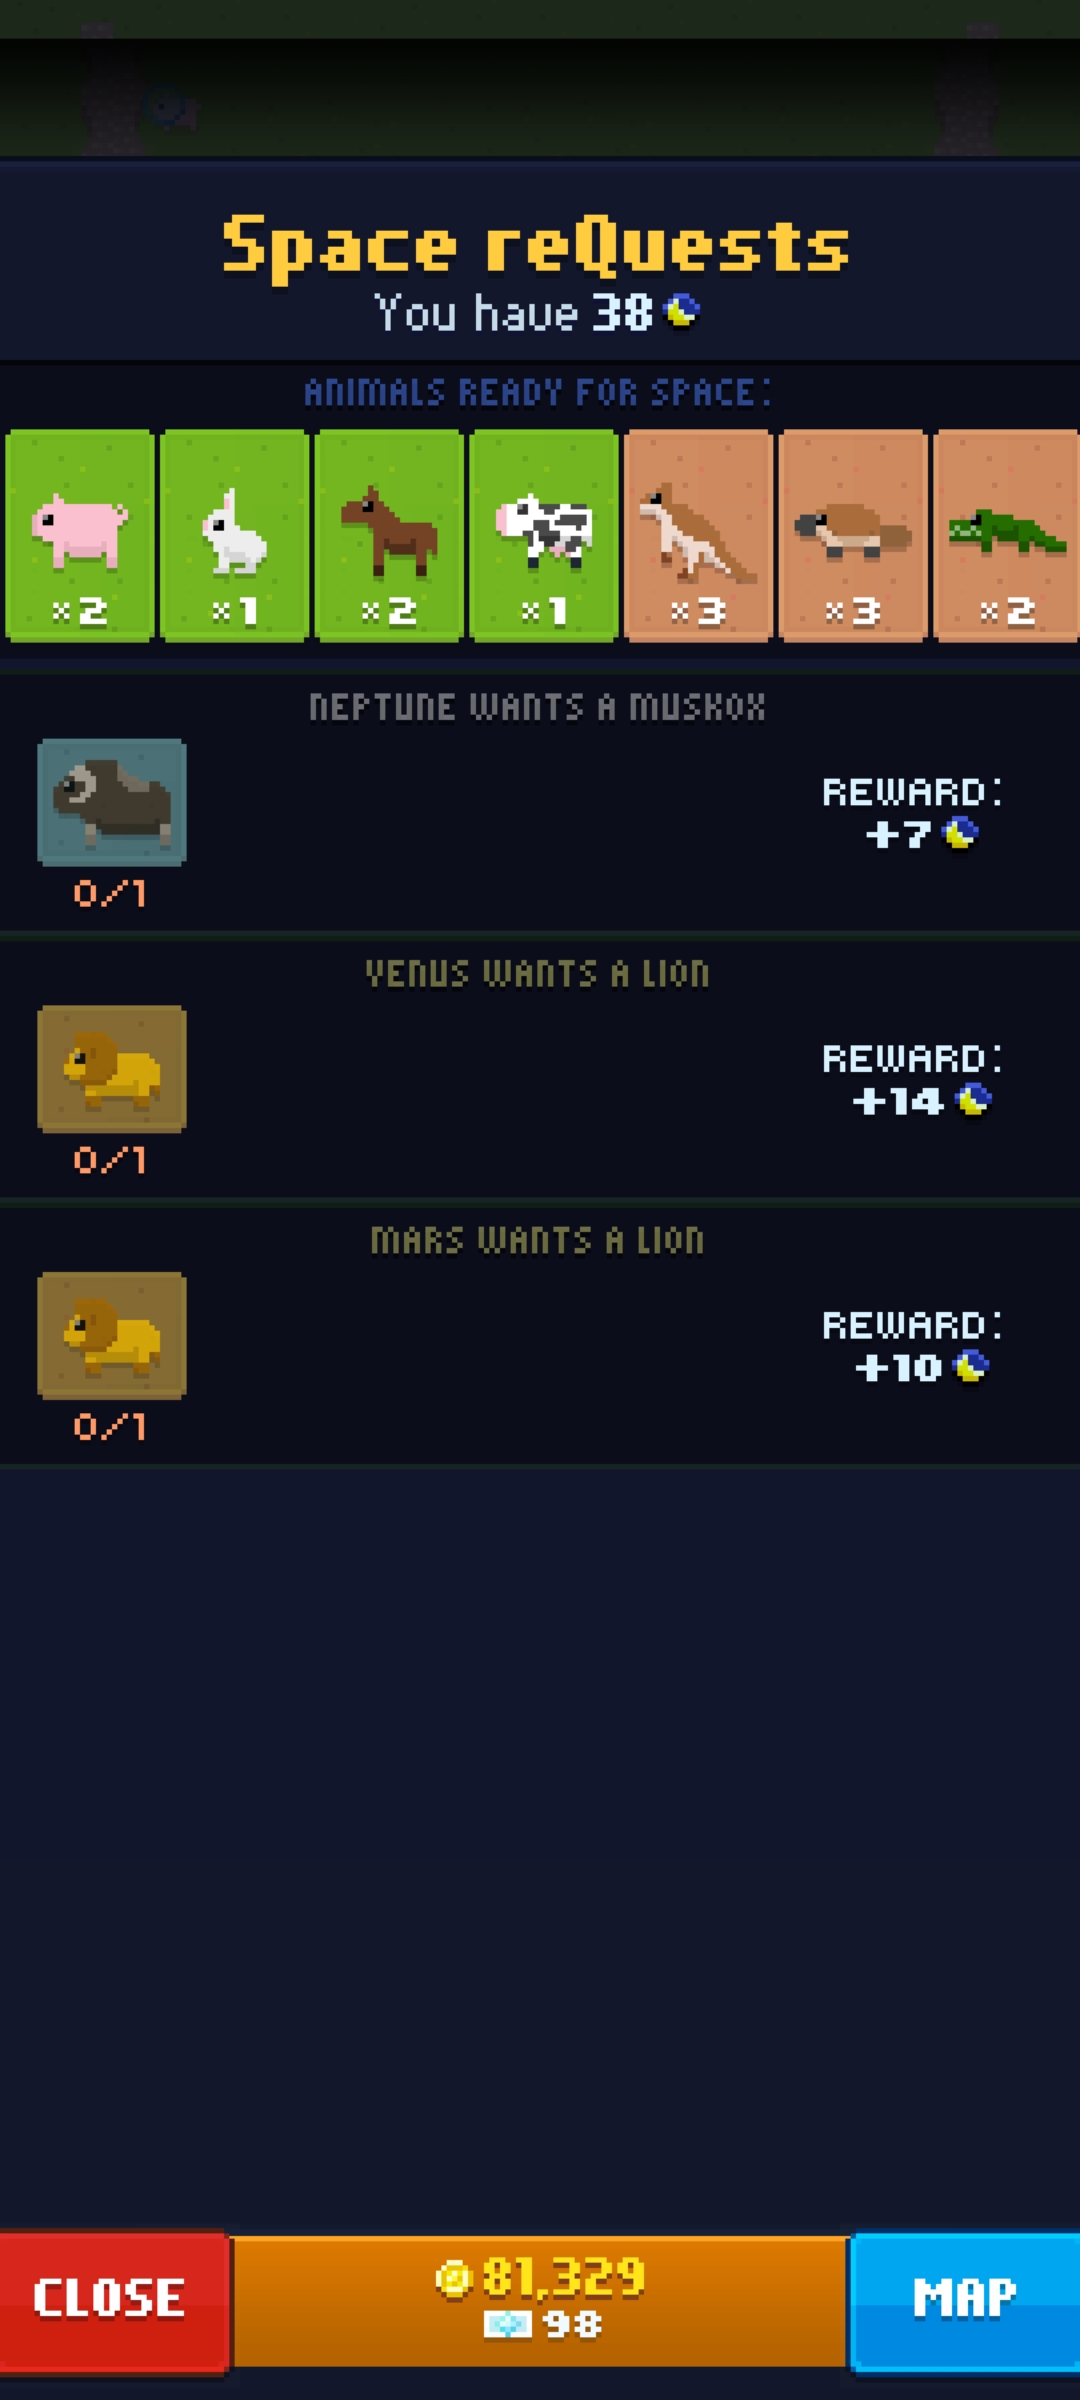 Space reQuests
You have 38
ANIMALS READY FOR SPACE:
×2 ×1 ×2 ×1 ×3 ×3 ×2
NEPTUNE WANTS A MUSKOX
REWARD:
+7
0/1
VENUS WANTS A LION
REWARD:
+14
0/1
MARS WANTS A LION
REWARD:
+10
0/1
CLOSE
81,329
98
MAP